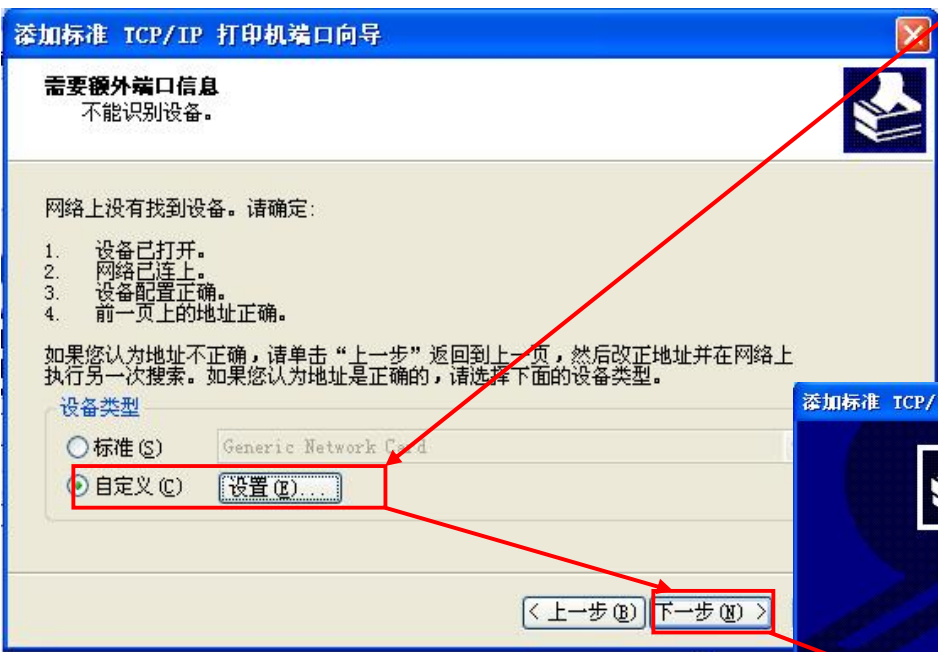 添加标准 TCP/IP 打印机端口向导
需要额外端口信息
不能识别设备。
网络上没有找到设备。请确定:
1. 设备已打开。
2. 网络已连上。
3. 设备配置正确。
4. 前一页上的地址正确。
如果您认为地址不正确，请单击“上一步”返回到上一页，然后改正地址并在网络上
执行另一次搜索。如果您认为地址是正确的，请选择下面的设备类型。
设备类型
标准(S) Generic Network Card
自定义(C) 设置(E)...
< 上一步(B) 下一步(N) >
添加标准 TCP/